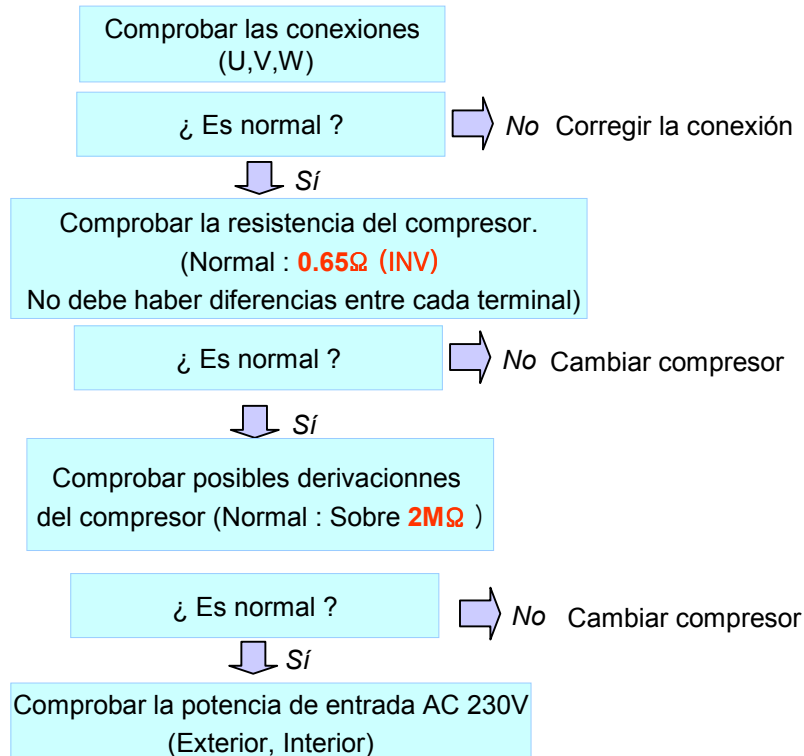 Comprobar las conexiones
(U,V,W)
¿ Es normal ?
No Corregir la conexión
Sí
Comprobar la resistencia del compresor.
(Normal : 0.65Ω (INV)
No debe haber diferencias entre cada terminal)
¿ Es normal ?
No Cambiar compresor
Sí
Comprobar posibles derivacionnes
del compresor (Normal : Sobre 2MΩ )
¿ Es normal ?
No Cambiar compresor
Sí
Comprobar la potencia de entrada AC 230V
(Exterior, Interior)